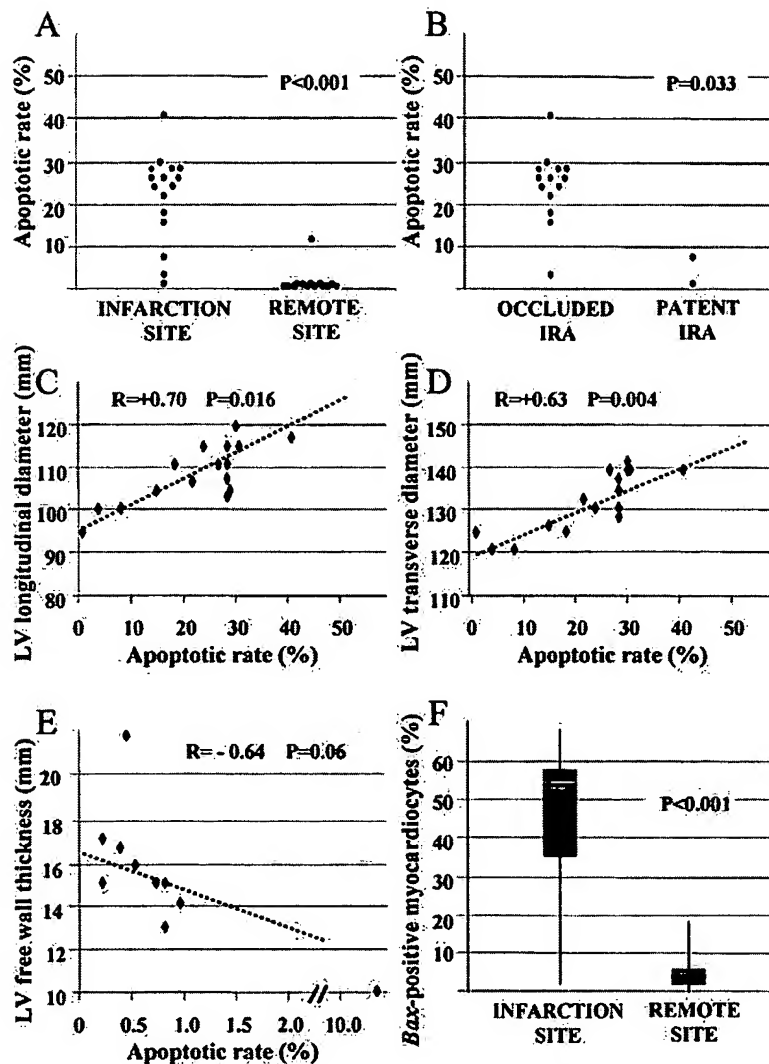 A
Apoptotic rate (%)
50
40
30
20
10
P<0.001
INFARCTION SITE
REMOTE SITE
B
Apoptotic rate (%)
50
40
30
20
10
P=0.033
OCCLUDED IRA
PATENT IRA
C
LV longitudinal diameter (mm)
R=+0.70 P=0.016
120
110
100
90
80
0 10 20 30 40 50
Apoptotic rate (%)
D
LV transverse diameter (mm)
R=+0.63 P=0.004
150
140
130
120
110
0 10 20 30 40 50
Apoptotic rate (%)
E
LV free wall thickness (mm)
R= - 0.64 P=0.06
20
18
16
14
12
10
0 0.5 1.0 1.5 2.0 10.0
Apoptotic rate (%)
F
Bax-positive myocardiocytes (%)
60
50
40
30
20
10
P<0.001
INFARCTION SITE
REMOTE SITE